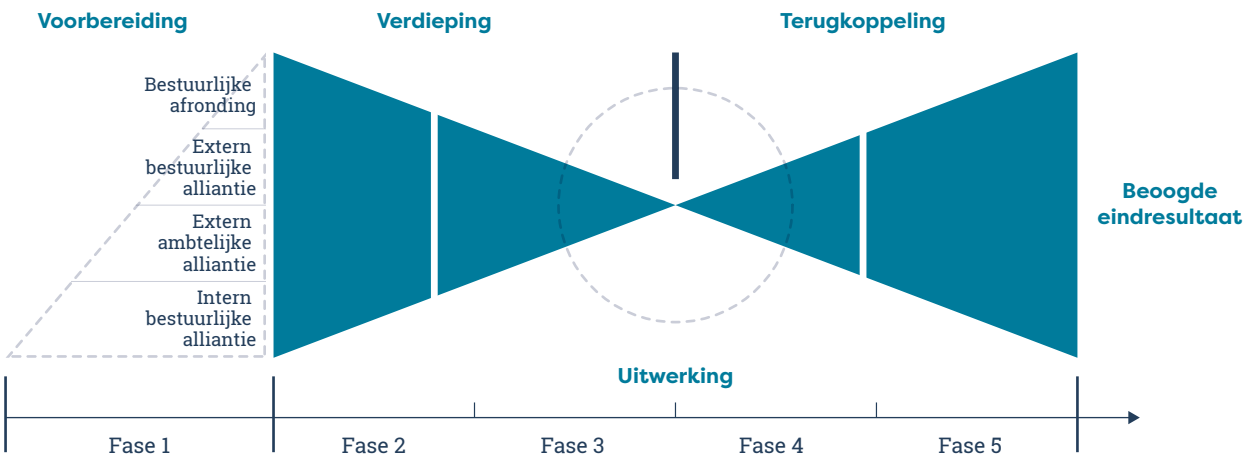 Voorbereiding
Verdieping
Terugkoppeling
Bestuurlijke
afronding
Extern
bestuurlijke
alliantie
Extern
ambtelijke
alliantie
Intern
bestuurlijke
alliantie
Beoogde
eindresultaat
Uitwerking
Fase 1
Fase 2
Fase 3
Fase 4
Fase 5